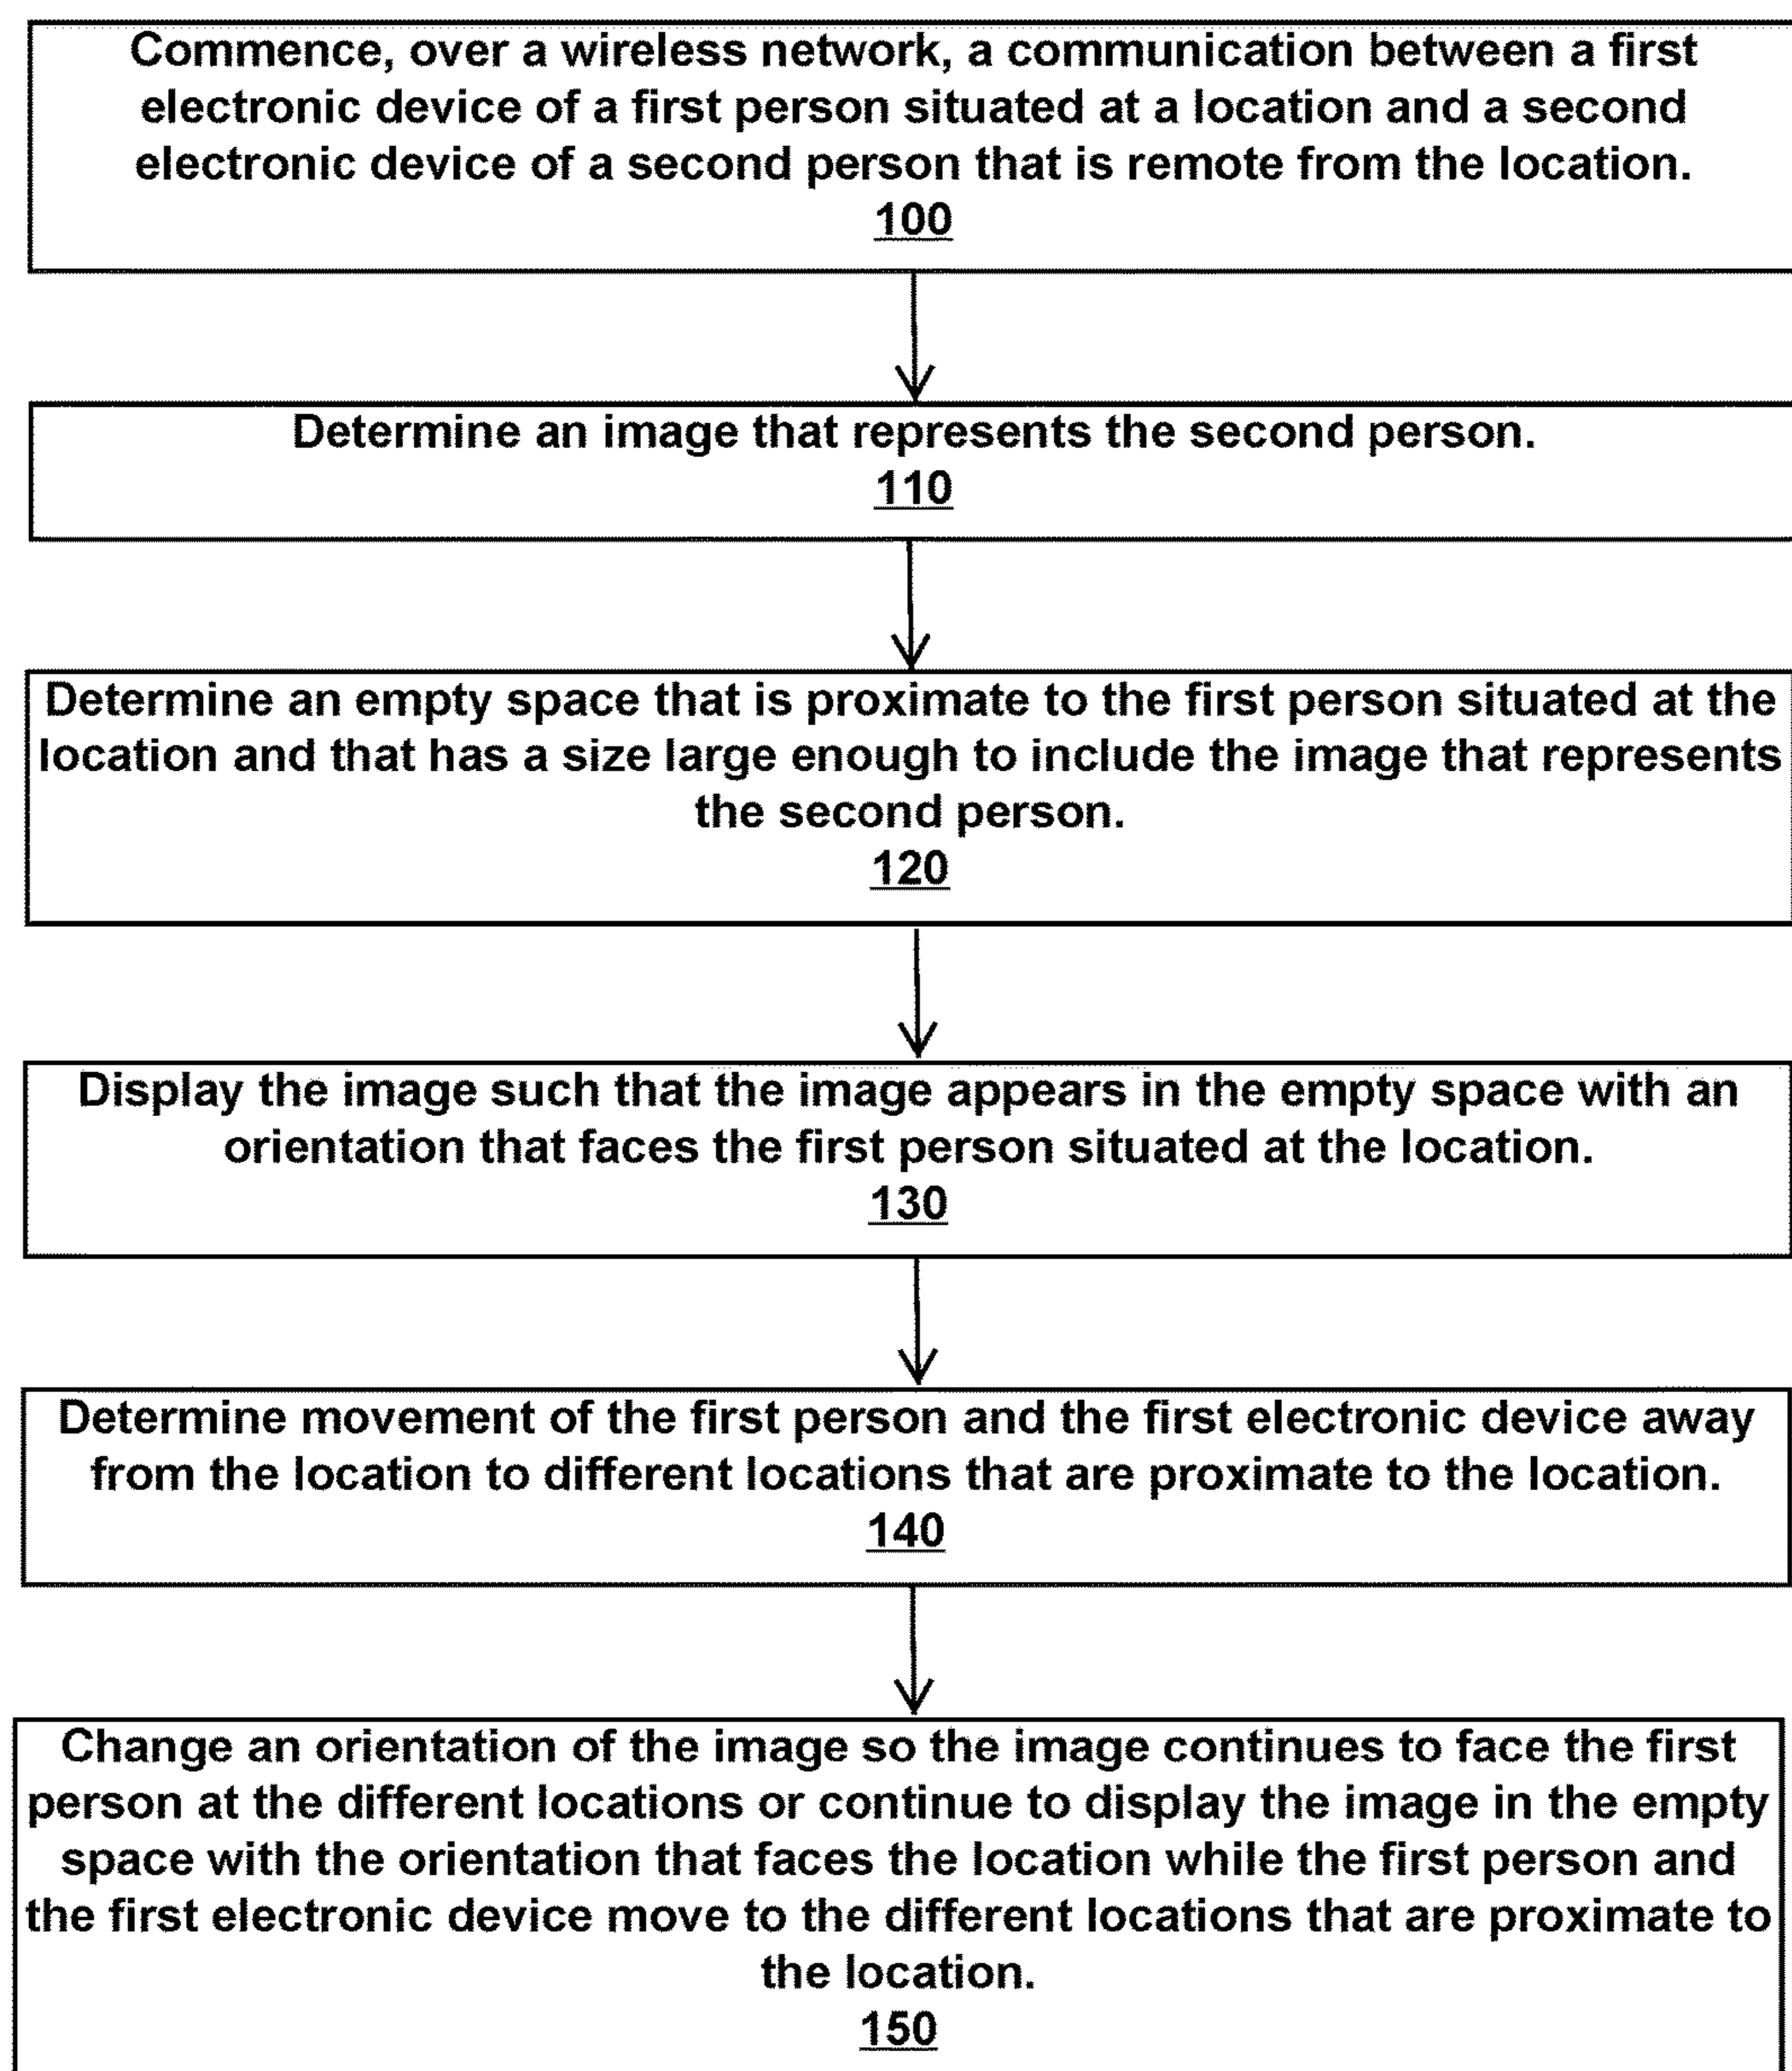 Commence, over a wireless network, a communication between a first
electronic device of a first person situated at a location and a second
electronic device of a second person that is remote from the location.
100
Determine an image that represents the second person.
110
Determine an empty space that is proximate to the first person situated at the
location and that has a size large enough to include the image that represents
the second person.
120
Display the image such that the image appears in the empty space with an
orientation that faces the first person situated at the location.
130
Determine movement of the first person and the first electronic device away
from the location to different locations that are proximate to the location.
140
Change an orientation of the image so the image continues to face the first
person at the different locations or continue to display the image in the empty
space with the orientation that faces the location while the first person and
the first electronic device move to the different locations that are proximate to
the location.
150